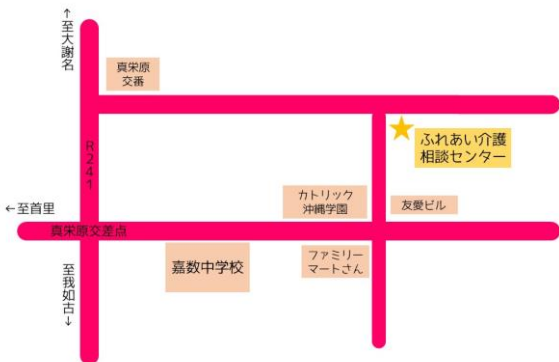 ↑至大謝名
真栄原
交番
R241
ふれあい介護
相談センター
カトリック
沖縄学園
友愛ビル
←至首里
真栄原交差点
嘉数中学校
ファミリー
マートさん
至我如古↓